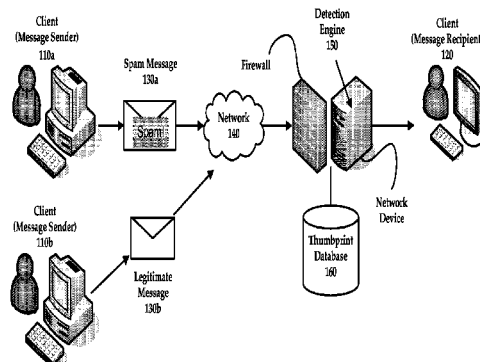 Client
(Message Sender)
110a
Spam Message
130a
Spam
Network
140
Firewall
Detection
Engine
150
Client
(Message Recipient)
120
Network
Device
Thumbprint
Database
160
Client
(Message Sender)
110b
Legitimate
Message
130b